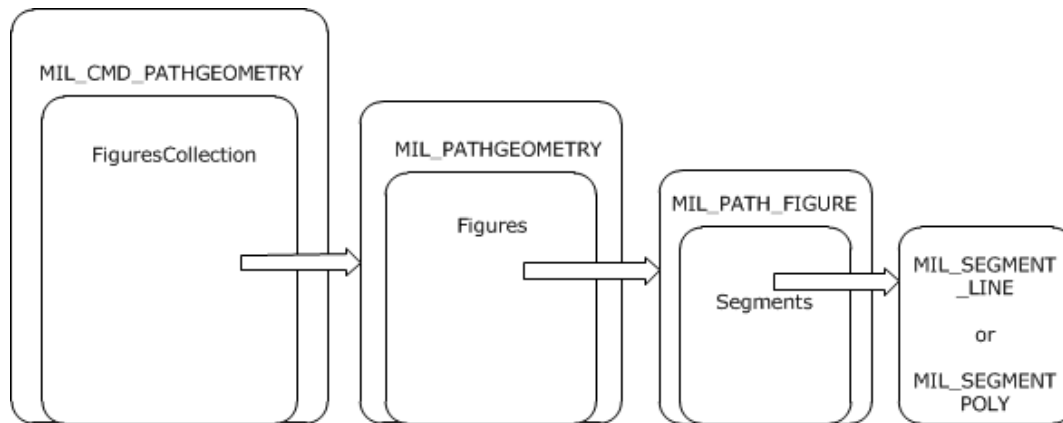 MIL_CMD_PATHGEOMETRY
FiguresCollection
MIL_PATHGEOMETRY
Figures
MIL_PATH_FIGURE
Segments
MIL_SEGMENT
_LINE
or
MIL_SEGMENT
POLY